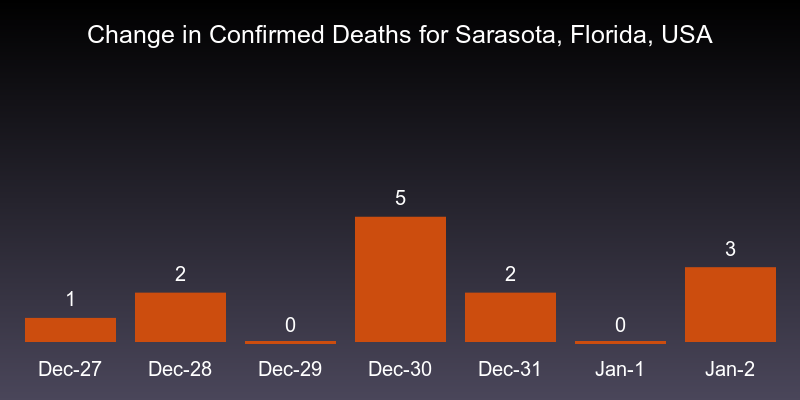 Change in Confirmed Deaths for Sarasota, Florida, USA
1 2 0 5 2 0 3
Dec-27 Dec-28 Dec-29 Dec-30 Dec-31 Jan-1 Jan-2